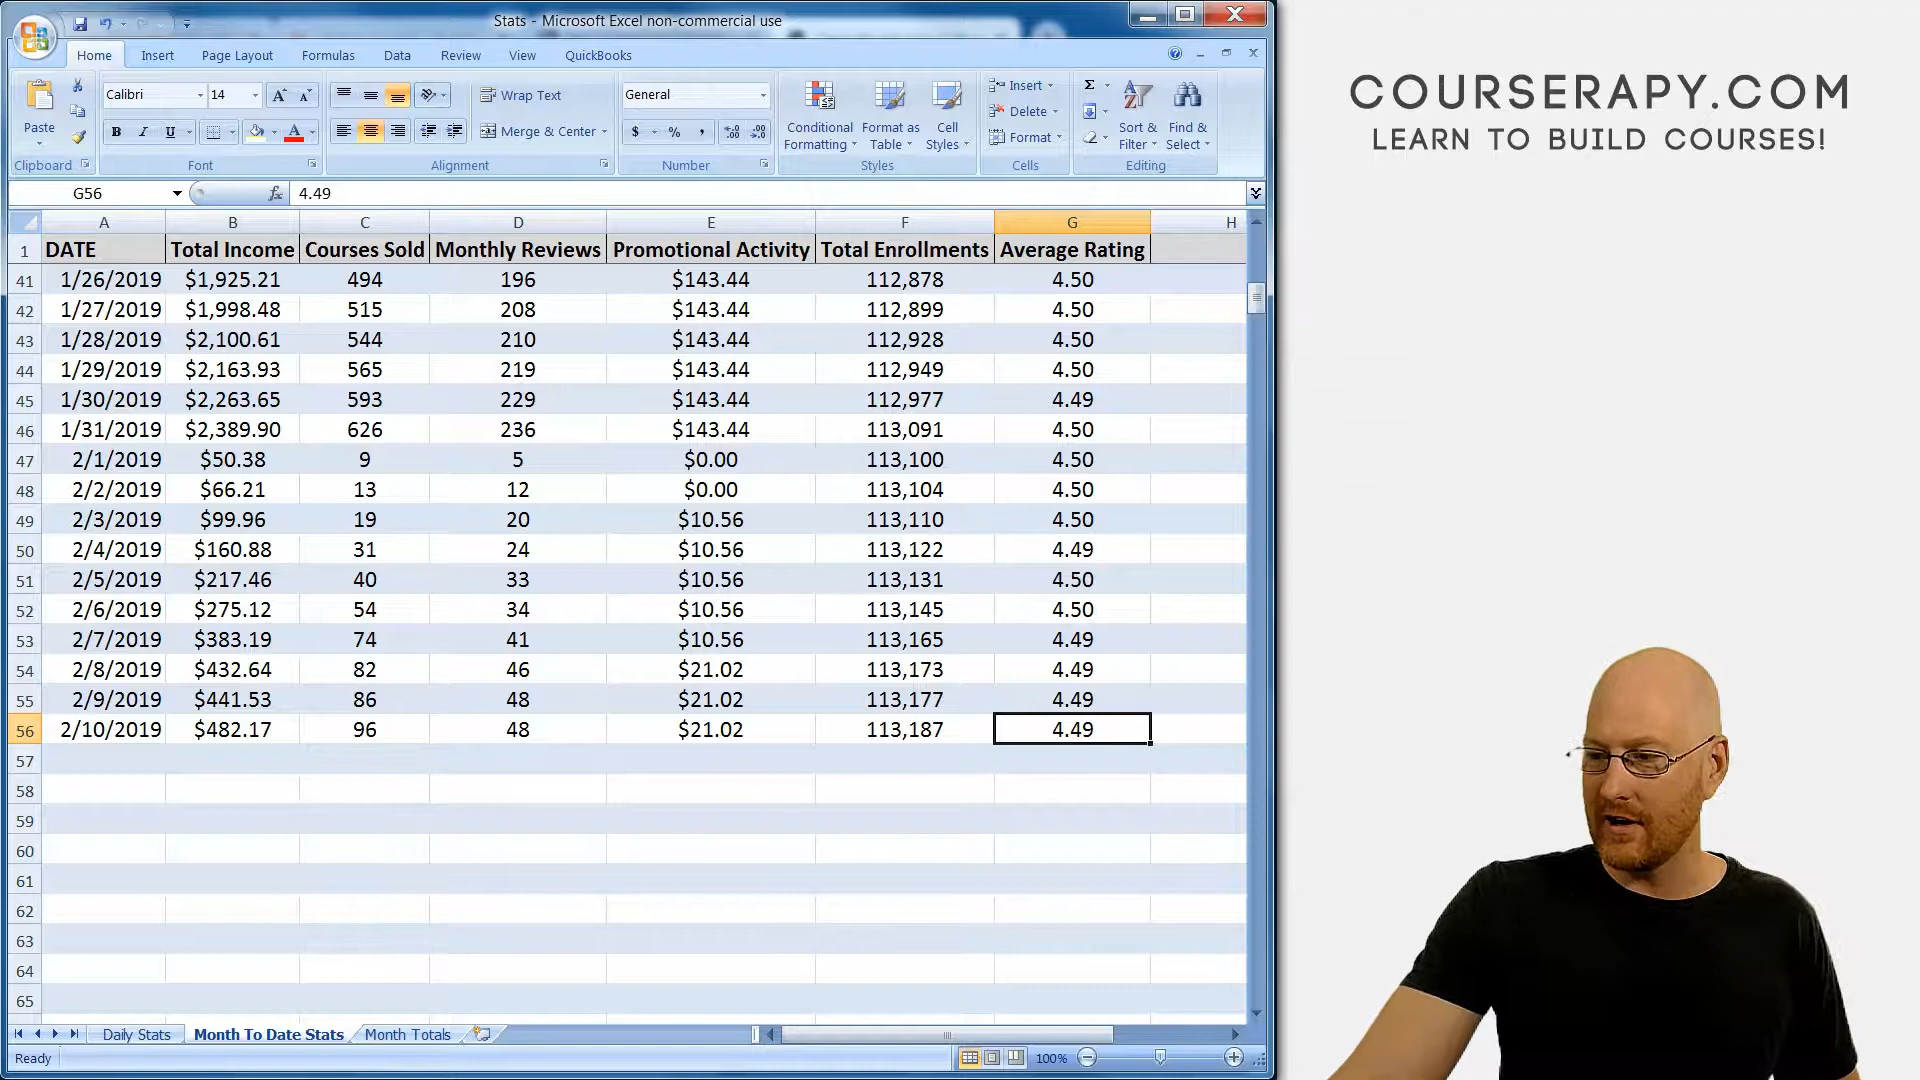 Stats - Microsoft Excel non-commercial use
Home Insert Page Layout Formulas Data Review View QuickBooks
Calibri 14 Wrap Text General Insert Σ
Paste B I U Merge & Center $ % , Delete
Conditional Formatting Format as Table Cell Styles Format Sort & Filter Find & Select
Clipboard Font Alignment Number Styles Cells Editing
G56 fx 4.49
A B C D E F G H
1 DATE Total Income Courses Sold Monthly Reviews Promotional Activity Total Enrollments Average Rating
41 1/26/2019 $1,925.21 494 196 $143.44 112,878 4.50
42 1/27/2019 $1,998.48 515 208 $143.44 112,899 4.50
43 1/28/2019 $2,100.61 544 210 $143.44 112,928 4.50
44 1/29/2019 $2,163.93 565 219 $143.44 112,949 4.50
45 1/30/2019 $2,263.65 593 229 $143.44 112,977 4.49
46 1/31/2019 $2,389.90 626 236 $143.44 113,091 4.50
47 2/1/2019 $50.38 9 5 $0.00 113,100 4.50
48 2/2/2019 $66.21 13 12 $0.00 113,104 4.50
49 2/3/2019 $99.96 19 20 $10.56 113,110 4.50
50 2/4/2019 $160.88 31 24 $10.56 113,122 4.49
51 2/5/2019 $217.46 40 33 $10.56 113,131 4.50
52 2/6/2019 $275.12 54 34 $10.56 113,145 4.50
53 2/7/2019 $383.19 74 41 $10.56 113,165 4.49
54 2/8/2019 $432.64 82 46 $21.02 113,173 4.49
55 2/9/2019 $441.53 86 48 $21.02 113,177 4.49
56 2/10/2019 $482.17 96 48 $21.02 113,187 4.49
57
58
59
60
61
62
63
64
65
Daily Stats Month To Date Stats Month Totals
Ready 100%
COURSERAPY.COM
LEARN TO BUILD COURSES!